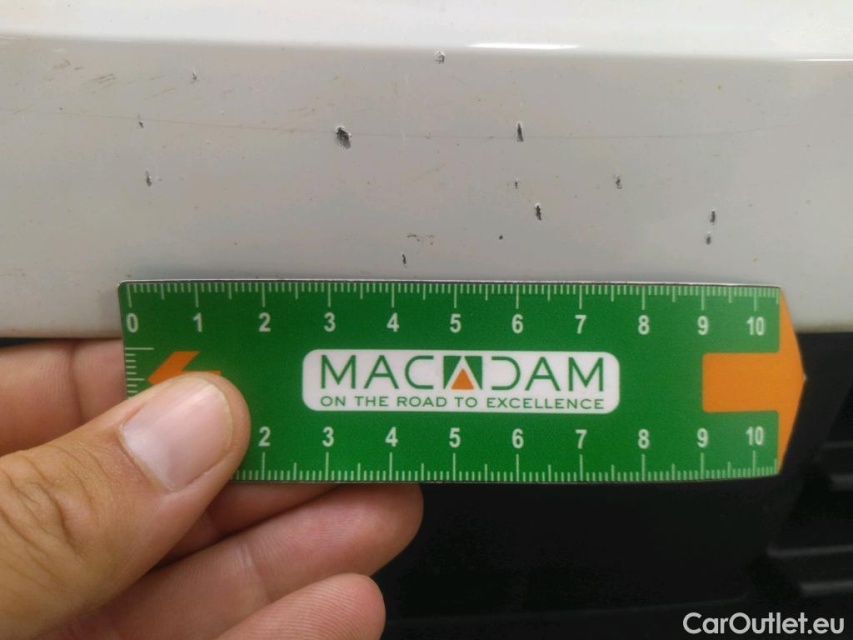 0 1 2 3 4 5 6 7 8 9 10
MACADAM
ON THE ROAD TO EXCELLENCE
2 3 4 5 6 7 8 9 10
CarOutlet.eu